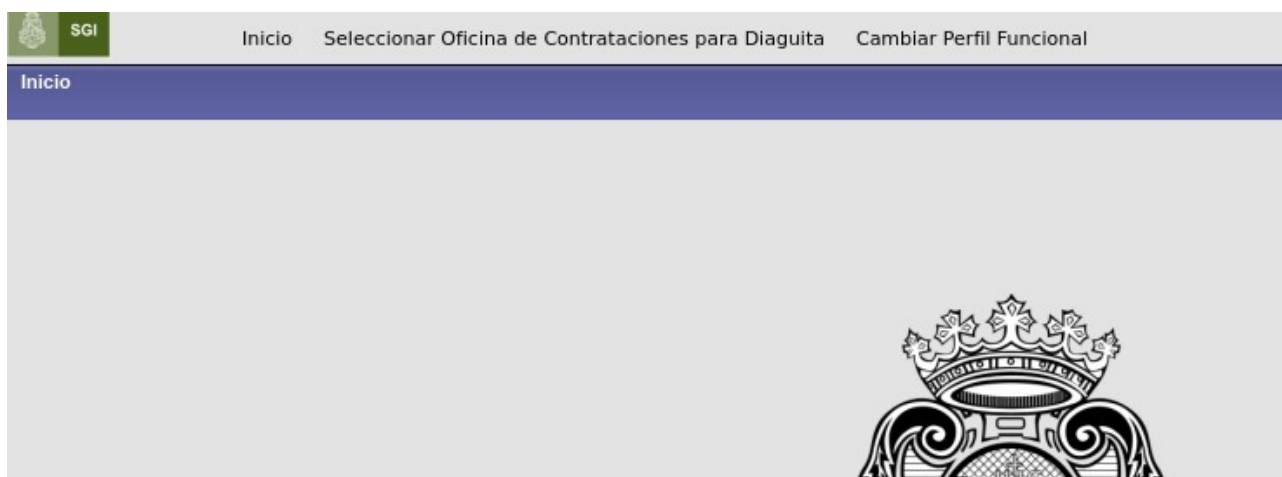 SGI
Inicio Seleccionar Oficina de Contrataciones para Diaguita Cambiar Perfil Funcional
Inicio